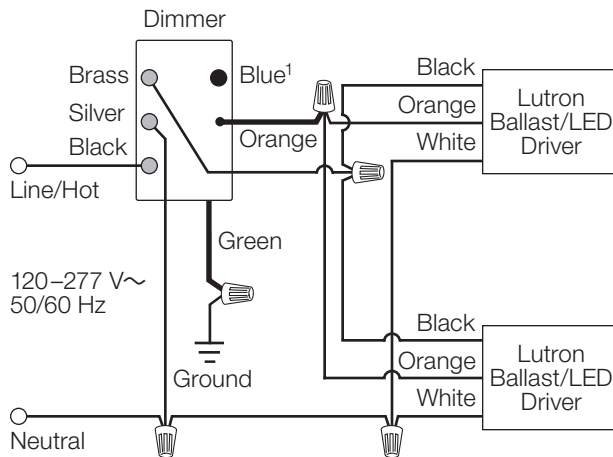 Dimmer
Brass
Blue¹
Silver
Orange
Black
Line/Hot
Green
120–277 V~
50/60 Hz
Ground
Neutral
Black
Orange
White
Lutron
Ballast/LED
Driver
Black
Orange
White
Lutron
Ballast/LED
Driver